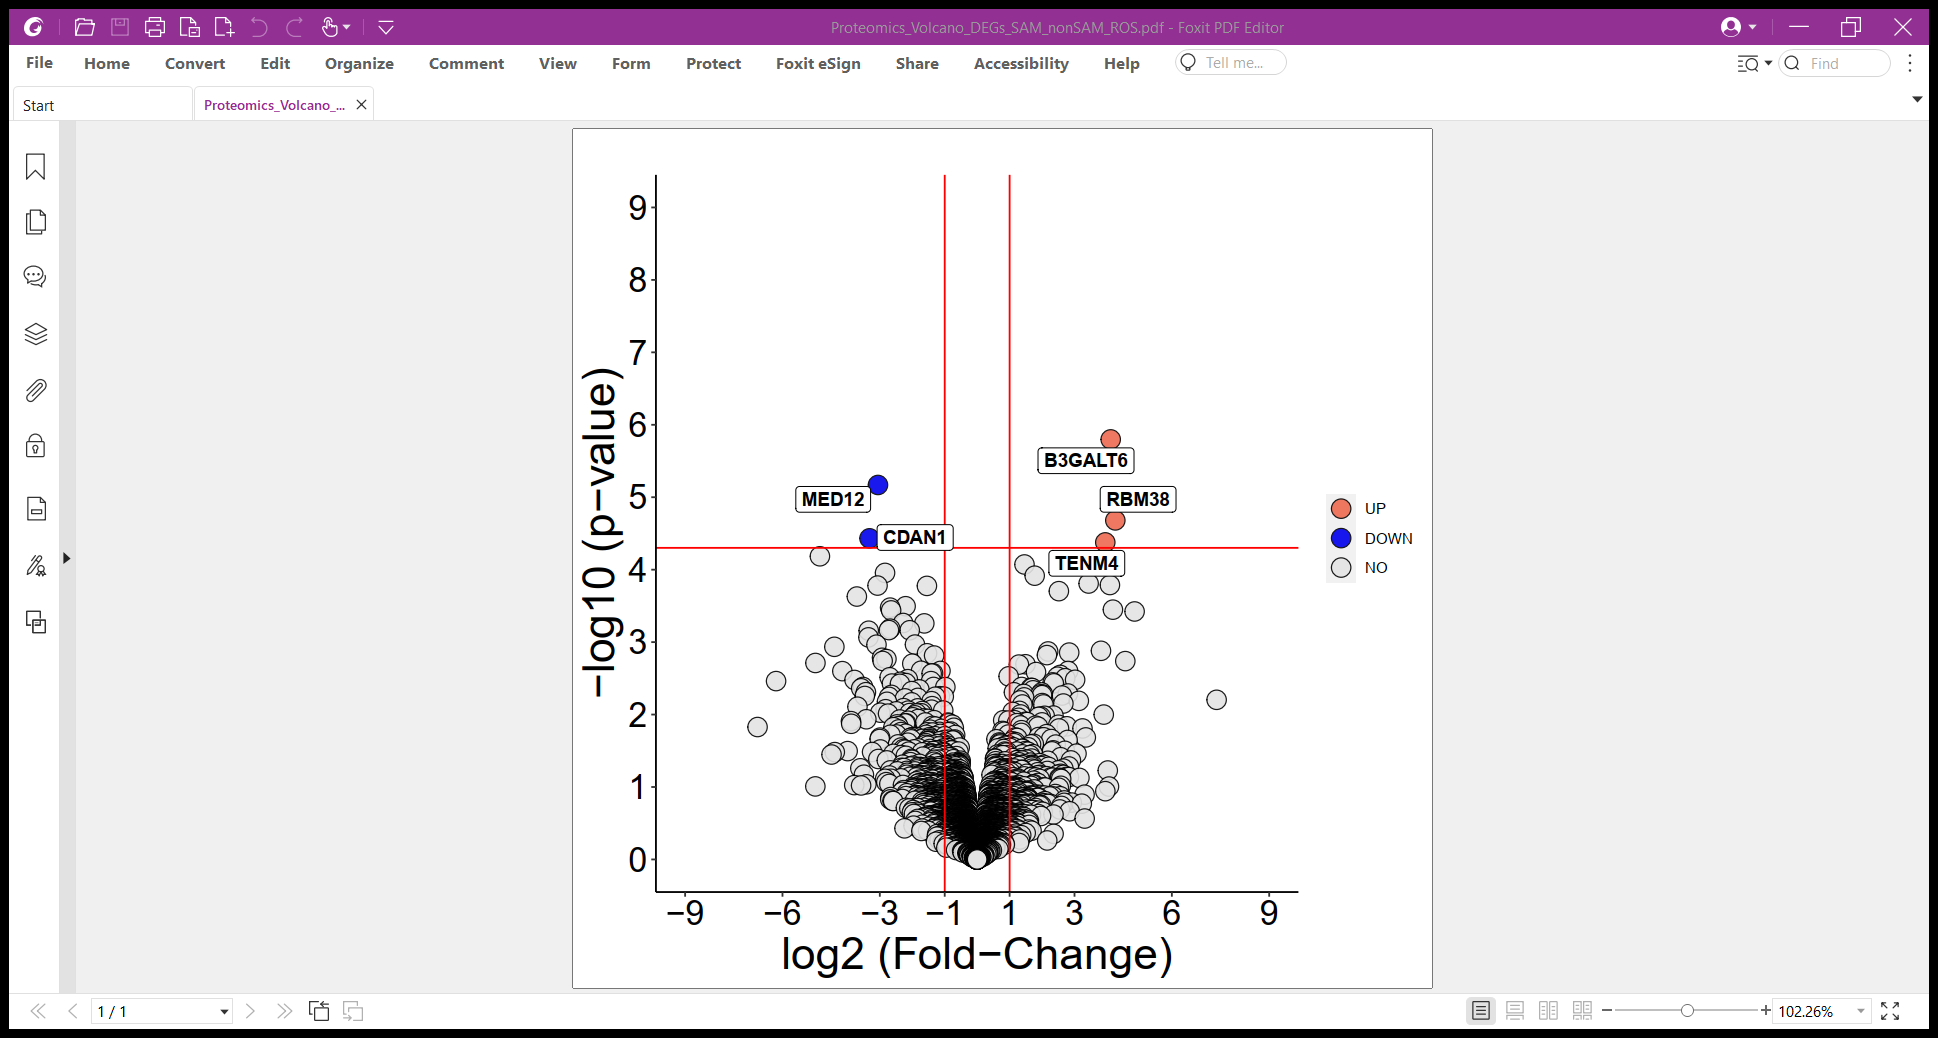 Proteomics_Volcano_DEGs_SAM_nonSAM_ROS.pdf - Foxit PDF Editor
File Home Convert Edit Organize Comment View Form Protect Foxit eSign Share Accessibility Help Tell me... Find
Start Proteomics_Volcano_...
9
8
7
6
5
4
3
2
1
0
−log10 (p−value)
B3GALT6
MED12
RBM38
CDAN1
TENM4
UP
DOWN
NO
−9 −6 −3 −1 1 3 6 9
log2 (Fold−Change)
1 / 1
102.26%